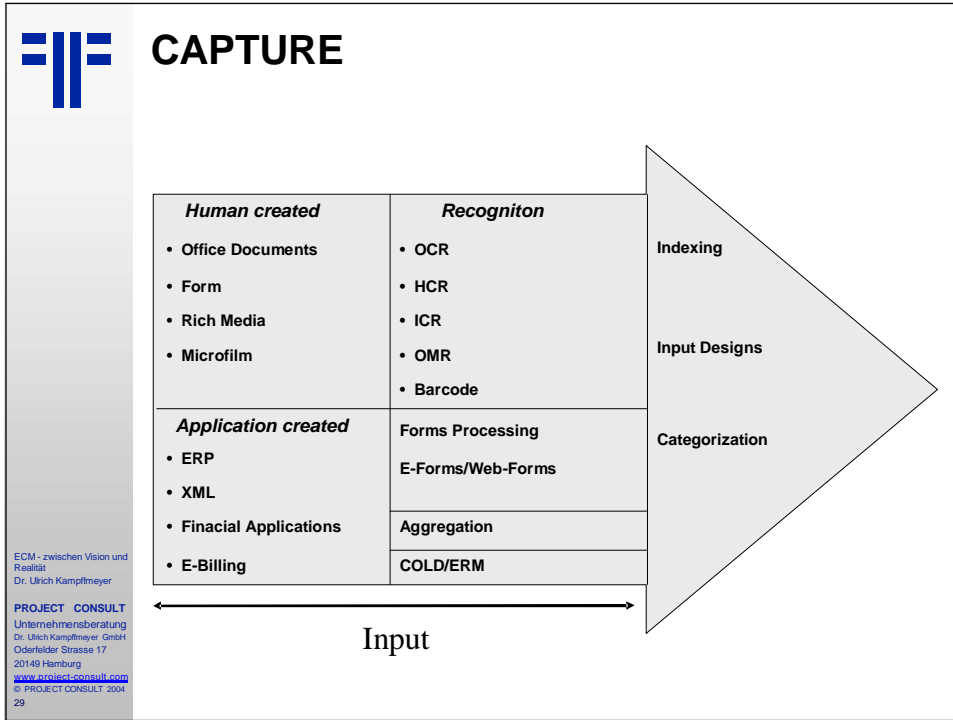 CAPTURE
Human created
• Office Documents
• Form
• Rich Media
• Microfilm
Recogniton
• OCR
• HCR
• ICR
• OMR
• Barcode
Application created
• ERP
• XML
• Finacial Applications
• E-Billing
Forms Processing
E-Forms/Web-Forms
Aggregation
COLD/ERM
Indexing
Input Designs
Categorization
Input
ECM - zwischen Vision und
Realität
Dr. Ulrich Kampffmeyer
PROJECT CONSULT
Unternehmensberatung
Dr. Ulrich Kampffmeyer GmbH
Oderfelder Strasse 17
20149 Hamburg
www.project-consult.com
© PROJECT CONSULT 2004
29